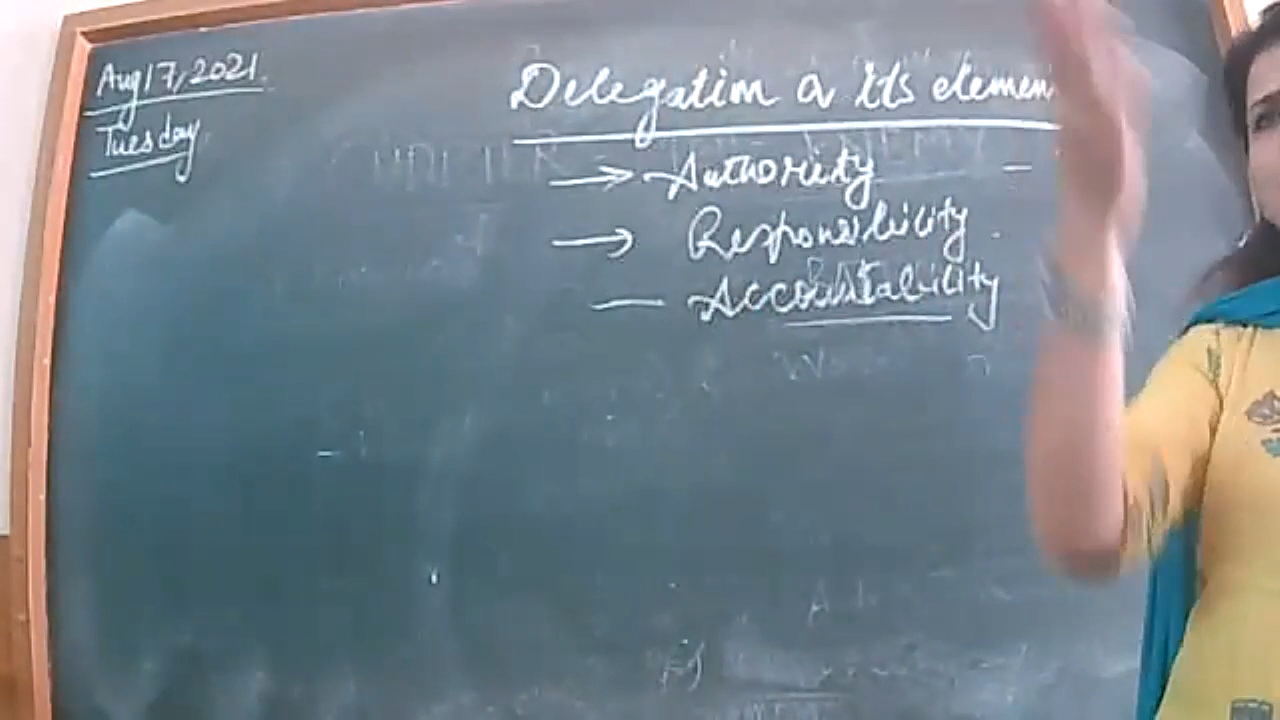 Aug 17, 2021.
Tuesday
Delegation & its elemen
→ Authority -
→ Responsibility .
— Accountability